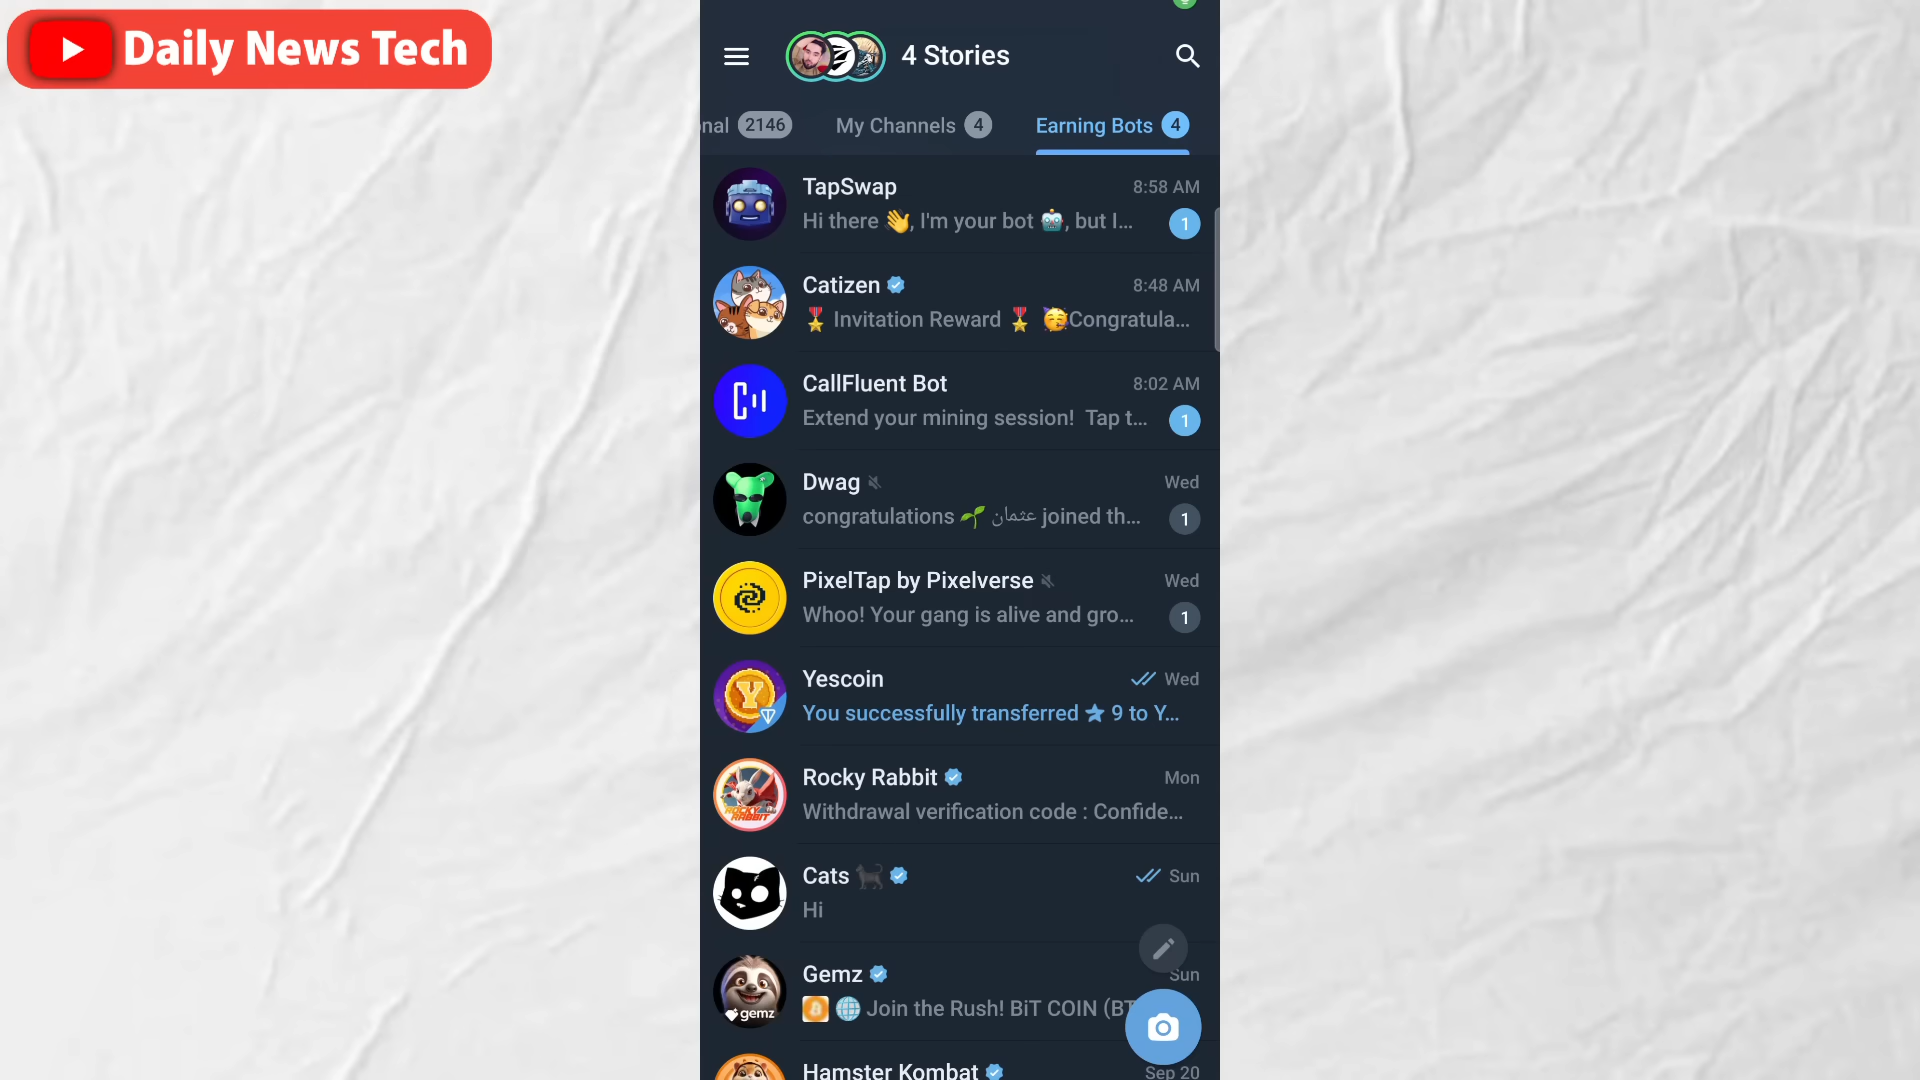 Daily News Tech
4 Stories
nal 2146
My Channels 4
Earning Bots 4
TapSwap 8:58 AM
Hi there 👋, I'm your bot 🤖, but I... 1
Catizen 8:48 AM
🎖 Invitation Reward 🎖 🥳Congratula...
CallFluent Bot 8:02 AM
Extend your mining session! Tap t... 1
Dwag Wed
congratulations 🌱 عثمان joined th... 1
PixelTap by Pixelverse Wed
Whoo! Your gang is alive and gro... 1
Yescoin Wed
You successfully transferred ★ 9 to Y...
Rocky Rabbit Mon
ROCKY RABBIT
Withdrawal verification code : Confide...
Cats 🐈‍⬛ Sun
Hi
Gemz Sun
gemz
🌐 Join the Rush! BiT COIN (BT
Hamster Kombat Sep 20